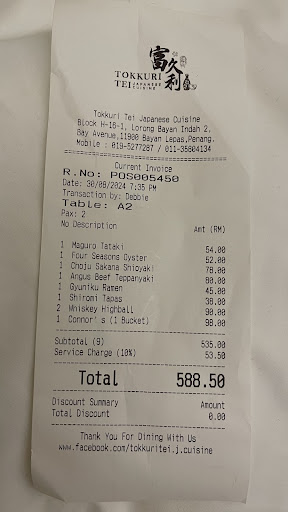 富久利
TOKKURI
TEI JAPANESE
CUISINE
Tokkuri Tei Japanese Cuisine
Block H-16-1, Lorong Bayan Indah 2,
Bay Avenue,11900 Bayan Lepas,Penang.
Mobile : 019-5277287 / 011-35804134
Current Invoice
R.No: POS005450
Date: 30/09/2024 7:35 PM
Transaction by: Debbie
Table: A2
Pax: 2
No Description Amt (RM)
1 Maguro Tataki 54.00
1 Four Seasons Oyster 52.00
1 Choju Sakana Shioyaki 78.00
1 Angus Beef Teppanyaki 80.00
1 Gyuniku Ramen 45.00
1 Shiromi Tapas 38.00
2 Whiskey Highball 90.00
1 Connor's (1 Bucket) 98.00
Subtotal (9) 535.00
Service Charge (10%) 53.50
Total 588.50
Discount Summary Amount
Total Discount 0.00
Thank You For Dining With Us
www.facebook.com/tokkuritei.j.cuisine